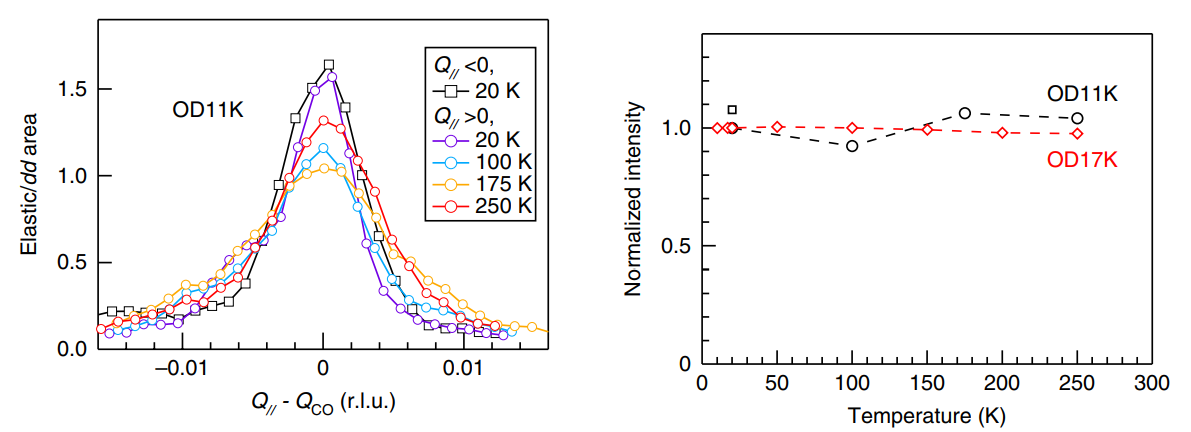 Elastic/dd area
1.5
1.0
0.5
0.0
OD11K
Q// <0,
20 K
Q// >0,
20 K
100 K
175 K
250 K
–0.01
0
0.01
Q// - QCO (r.l.u.)
Normalized intensity
1.0
0.5
0
OD11K
OD17K
0
50
100
150
200
250
300
Temperature (K)